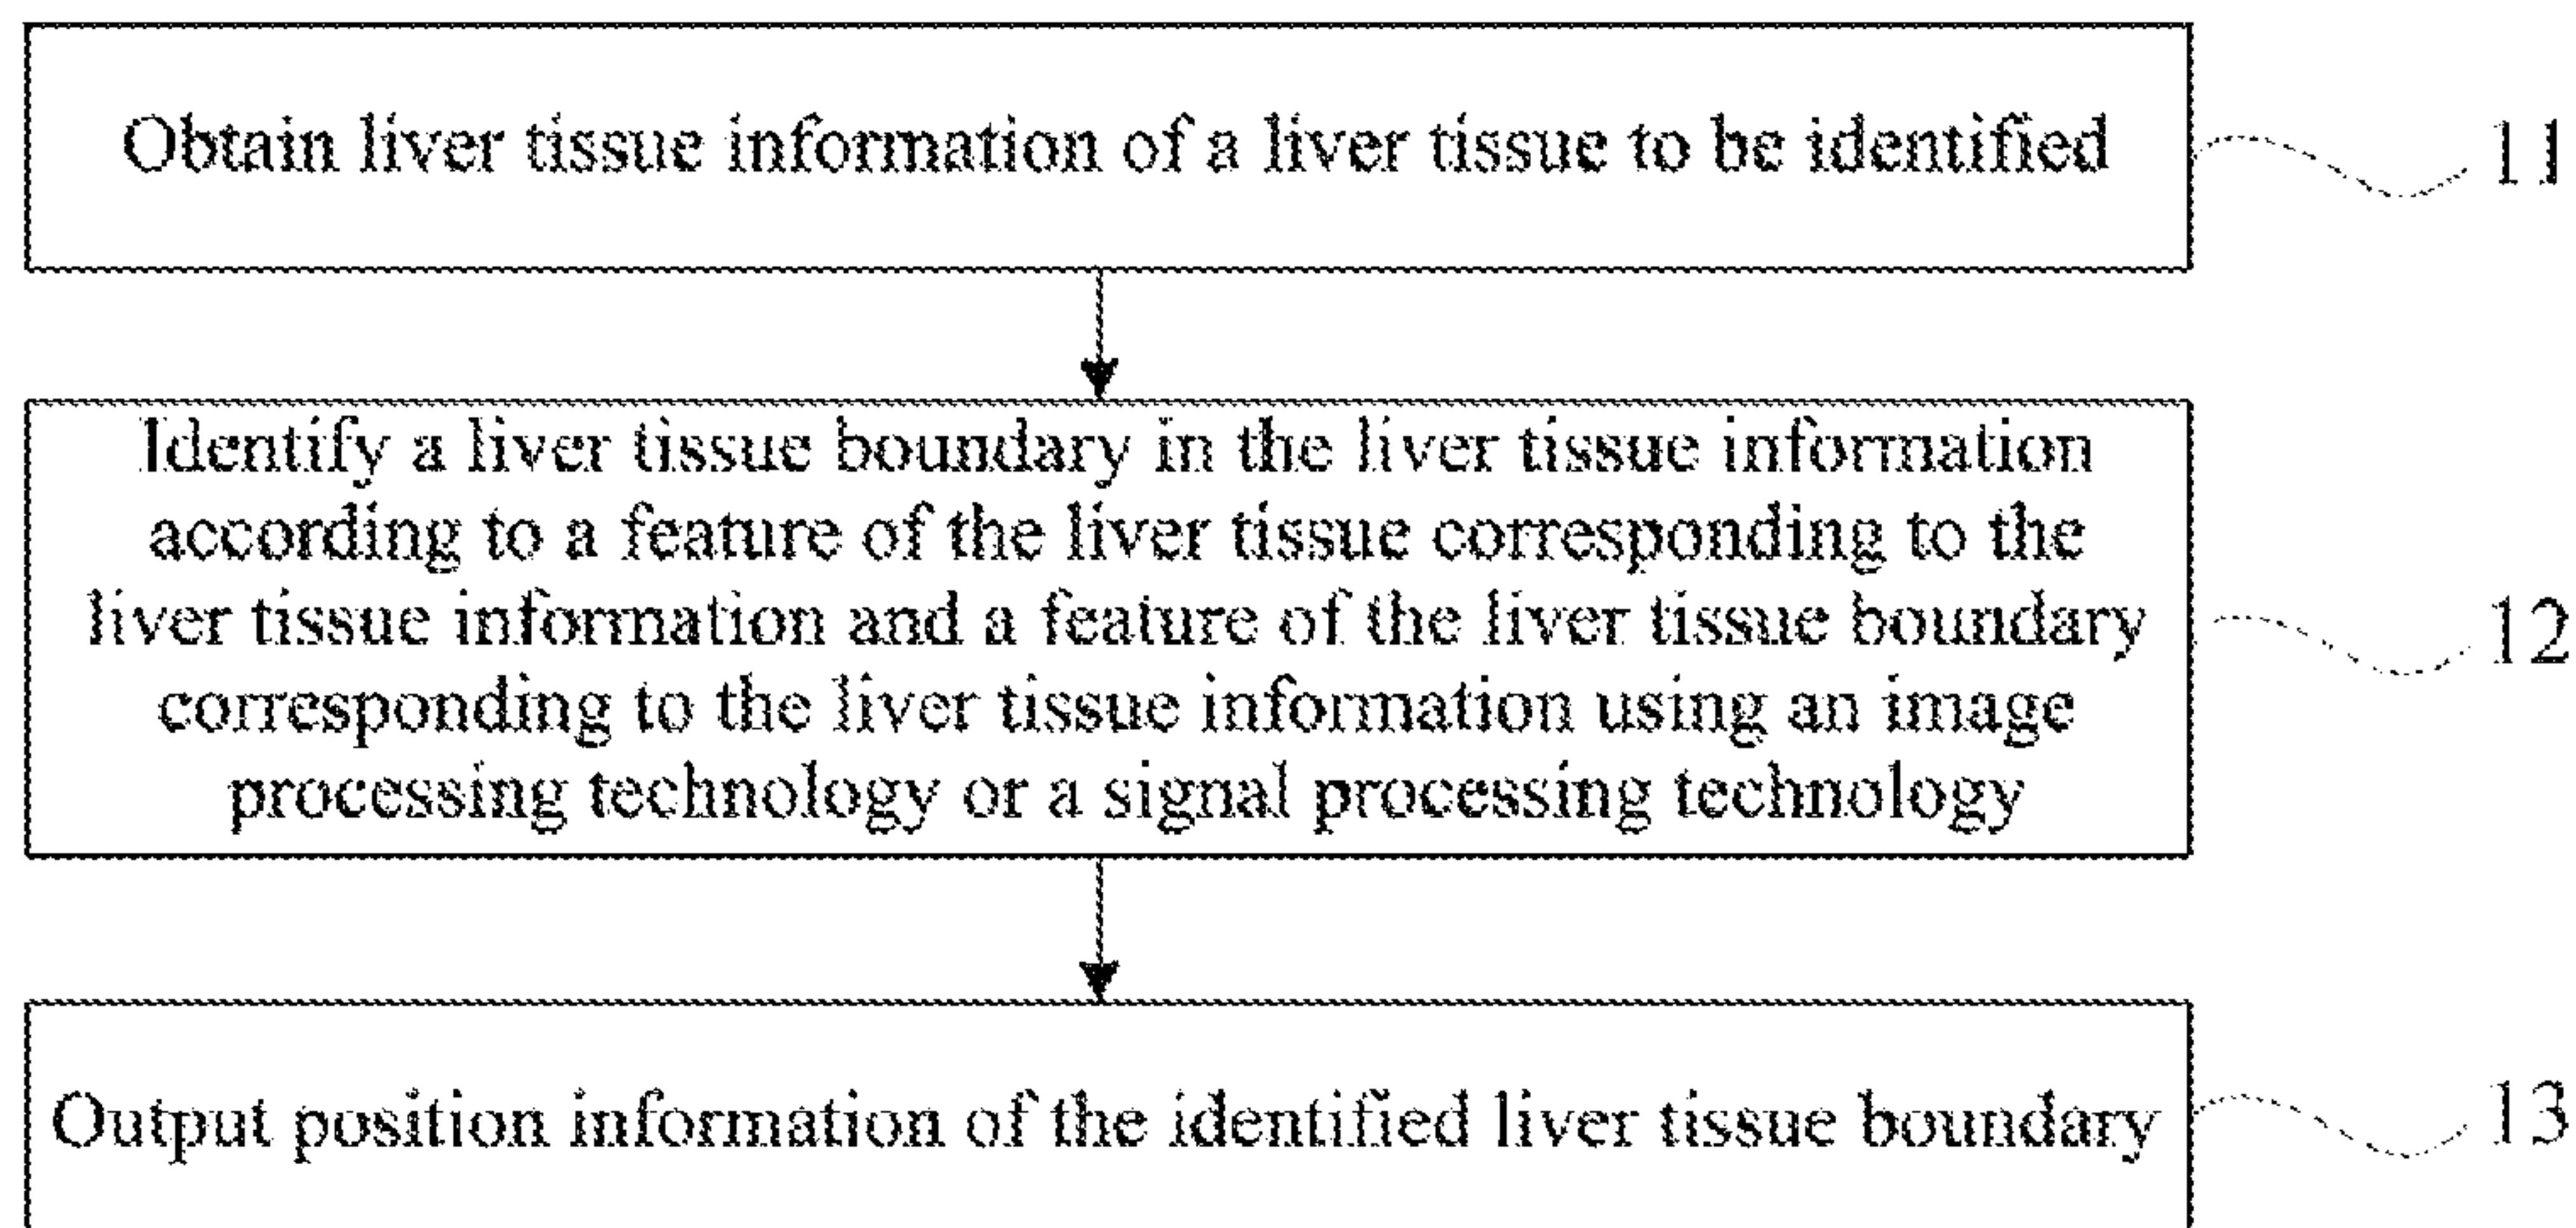 Obtain liver tissue information of a liver tissue to be identified
11
Identify a liver tissue boundary in the liver tissue information
according to a feature of the liver tissue corresponding to the
liver tissue information and a feature of the liver tissue boundary
12
corresponding to the liver tissue information using an image
processing technology or a signal processing technology
Output position information of the identified liver tissue boundary
13